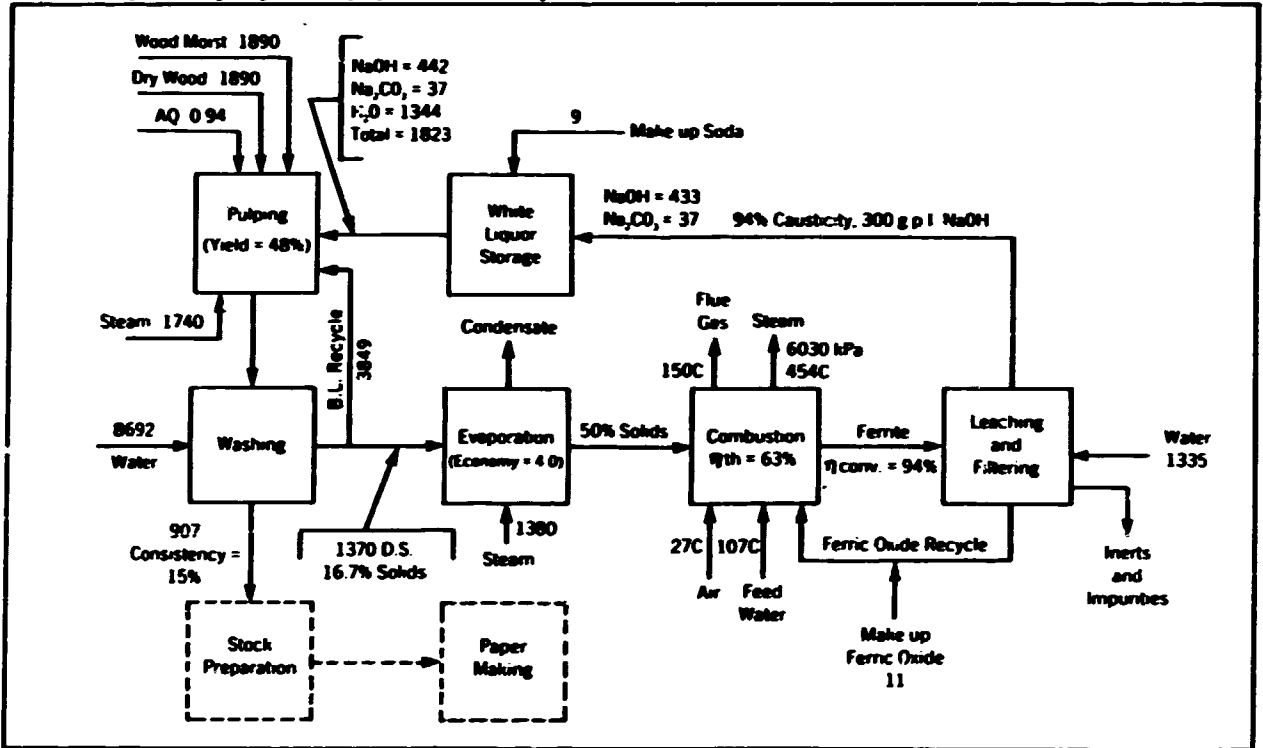 Wood Moist 1890
Dry Wood 1890
AQ 0 94
NaOH = 442
Na₂CO₃ = 37
H₂O = 1344
Total = 1823
9
Make up Soda
Pulping
(Yield = 48%)
White
Liquor
Storage
NaOH = 433
Na₂CO₃ = 37
94% Causticity, 300 g p l NaOH
Steam 1740
B.L. Recycle
3849
Condensate
Flue
Gas
150C
Steam
6030 kPa
454C
8692
Water
Washing
Evaporation
(Economy = 4 0)
50% Solids
Combustion
ηth = 63%
Ferrite
η conv. = 94%
Leaching
and
Filtering
Water
1335
907
Consistency =
15%
1370 D.S.
16.7% Solids
1380
Steam
27C
107C
Air
Feed
Water
Ferric Oxide Recycle
Make up
Ferric Oxide
11
Inerts
and
Impurities
Stock
Preparation
Paper
Making